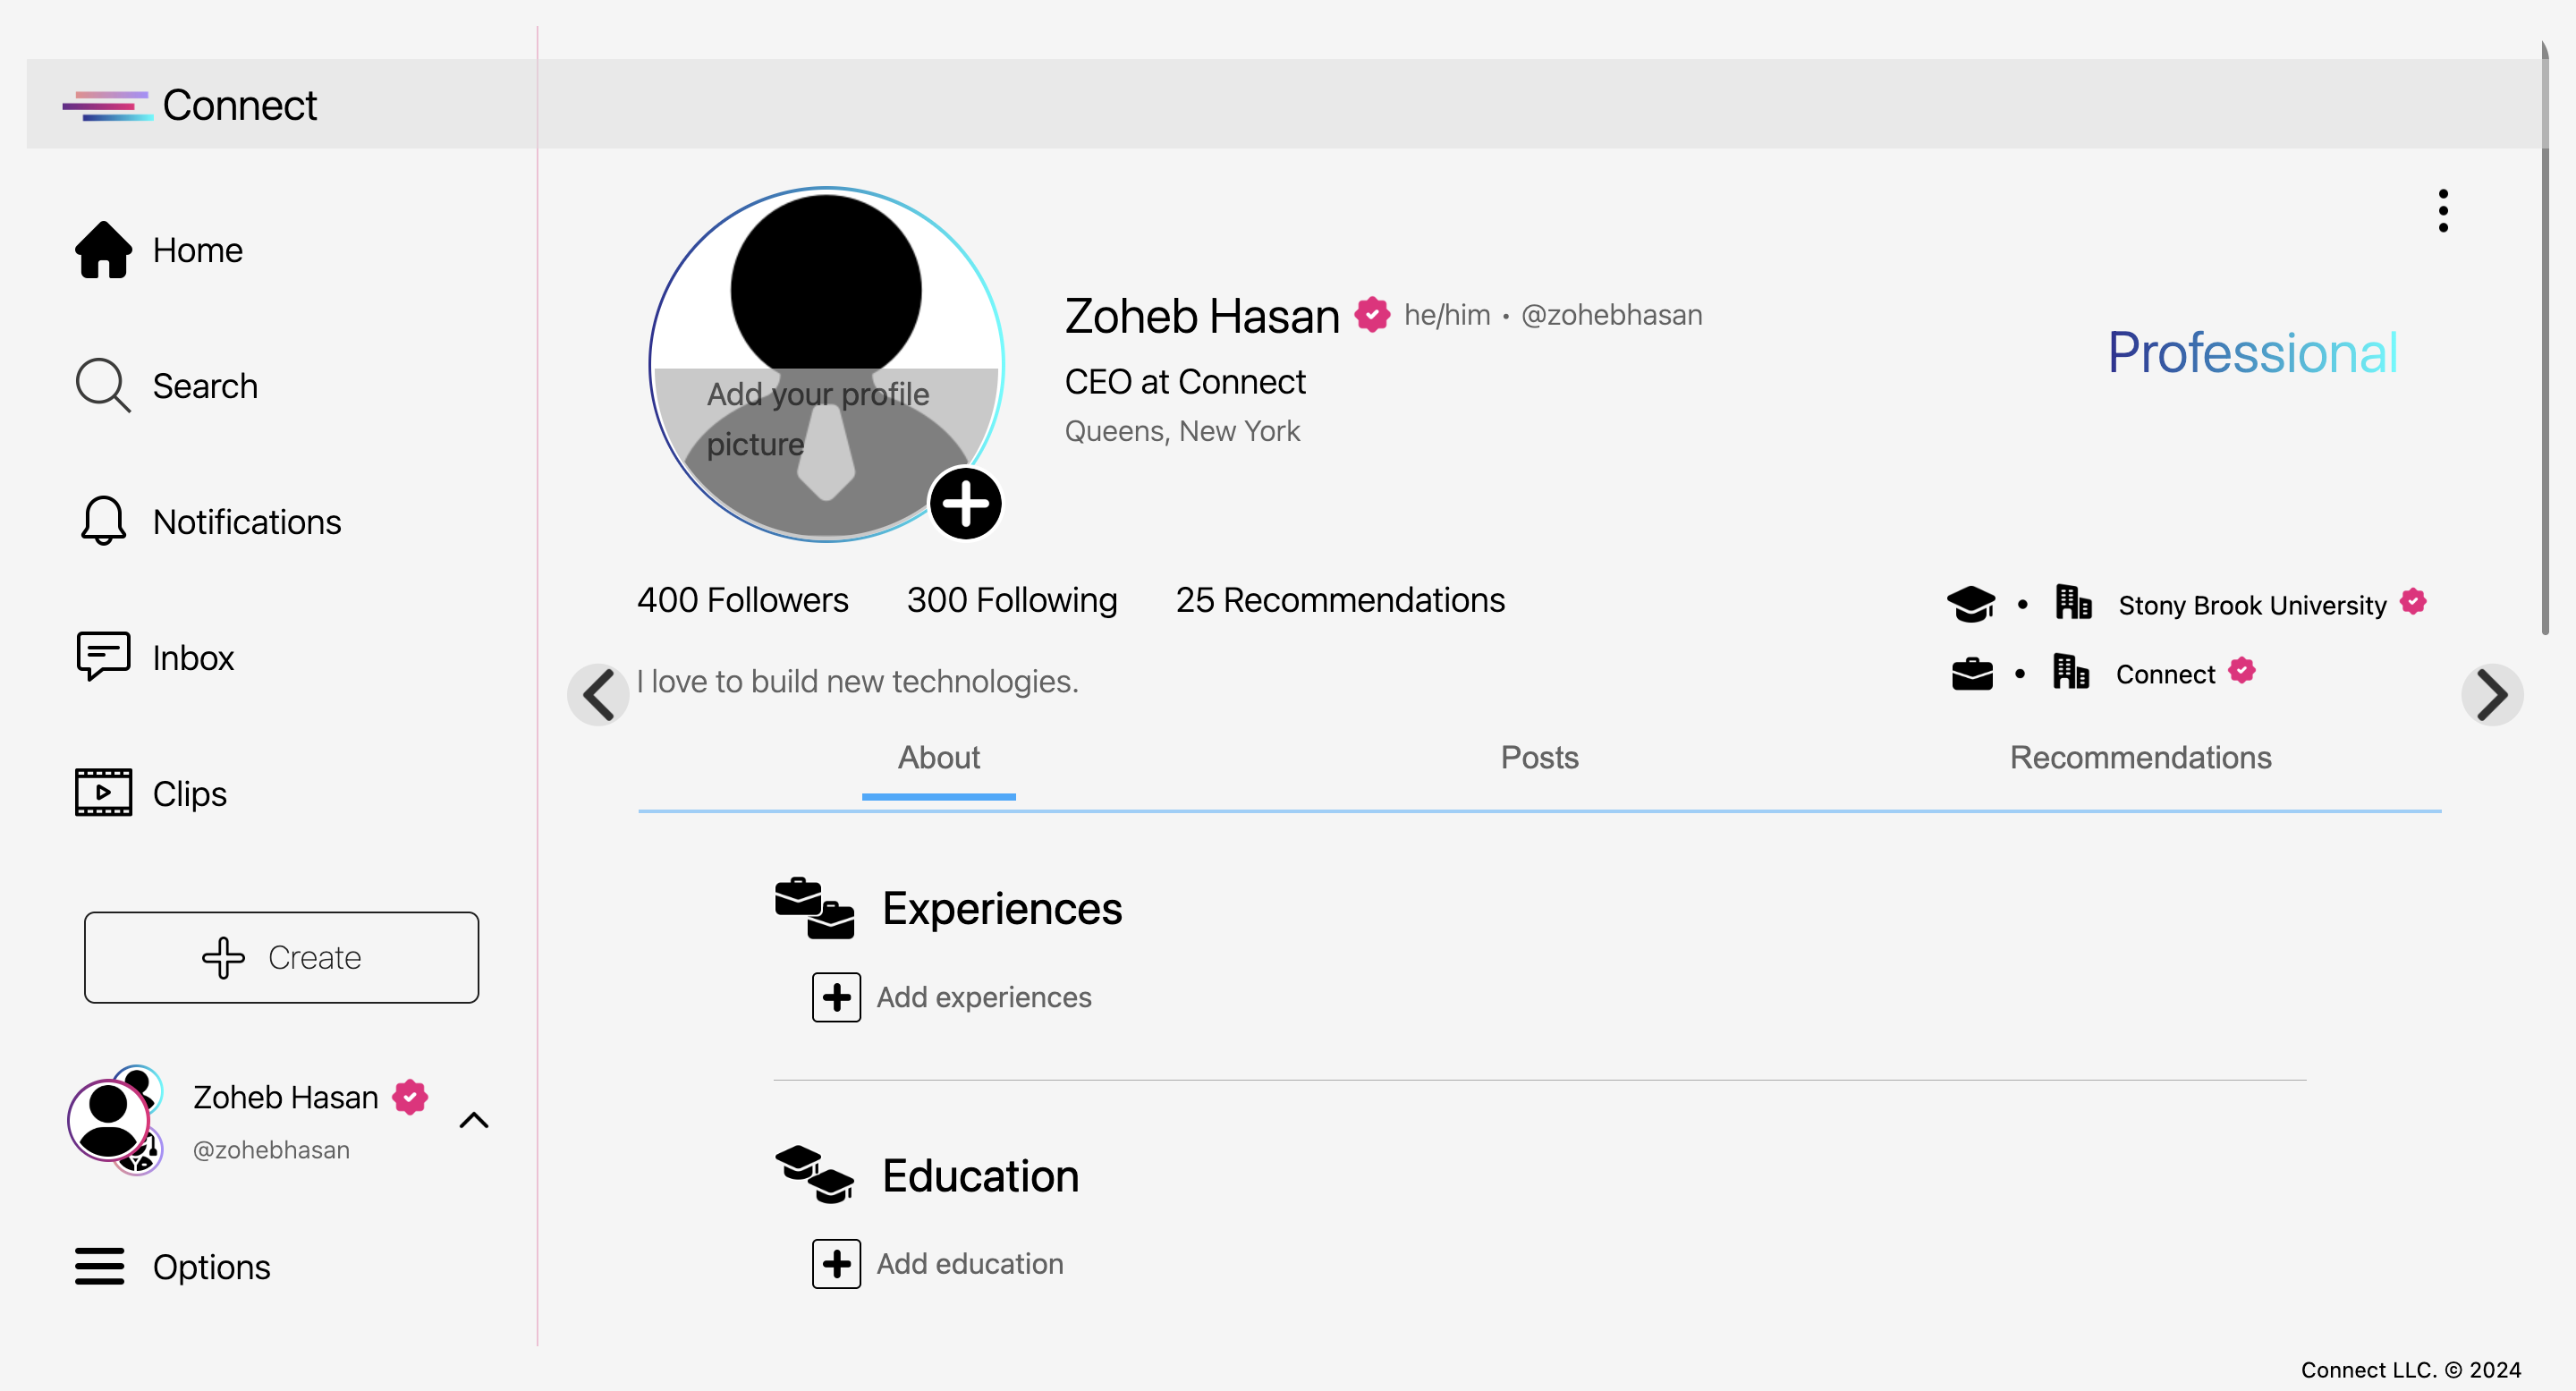 Connect
Home
Search
Notifications
Inbox
Clips
Create
Zoheb Hasan
@zohebhasan
Options
Add your profile
picture
Zoheb Hasan he/him • @zohebhasan
CEO at Connect
Queens, New York
Professional
400 Followers 300 Following 25 Recommendations
I love to build new technologies.
• Stony Brook University
• Connect
About Posts Recommendations
Experiences
Add experiences
Education
Add education
Connect LLC. © 2024